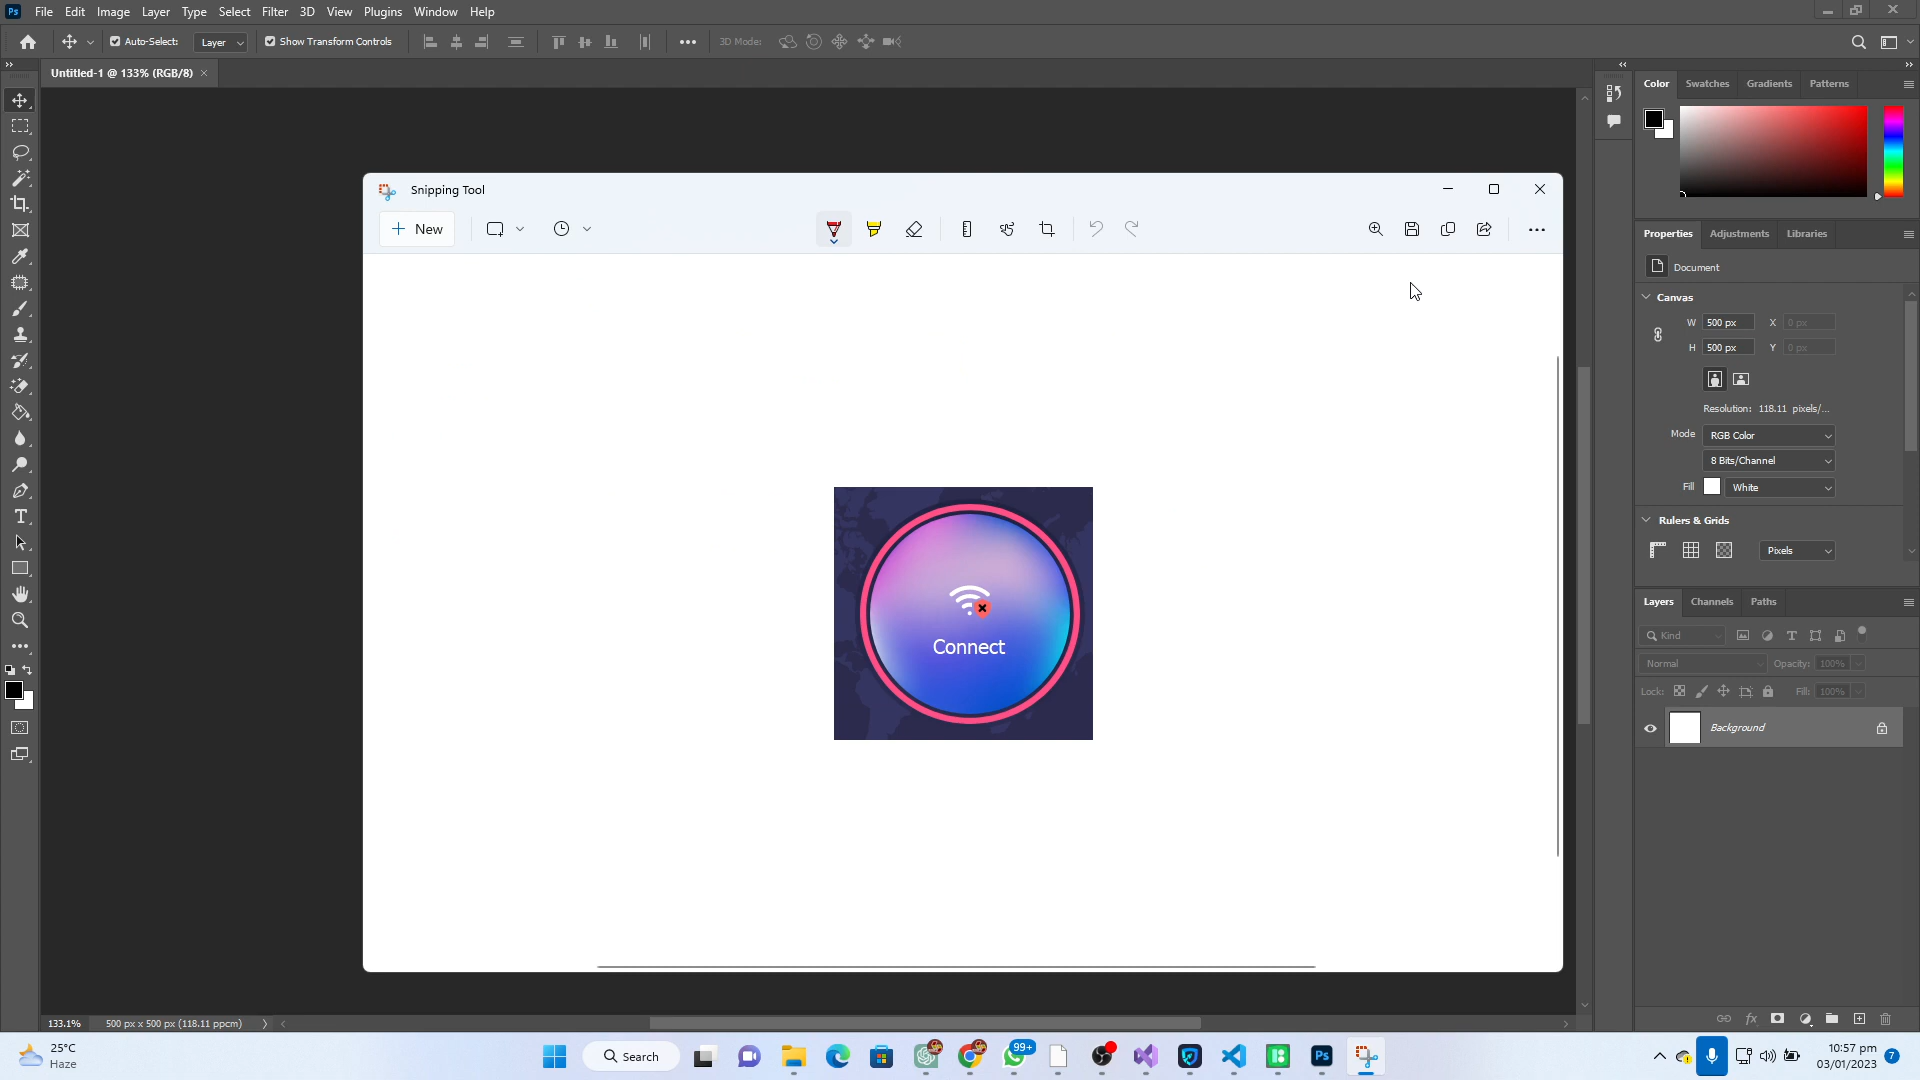 Ps File Edit Image Layer Type Select Filter 3D View Plugins Window Help
Auto-Select: Layer Show Transform Controls 3D Mode:
Untitled-1 @ 133% (RGB/8)
Snipping Tool
New
Connect
Color Swatches Gradients Patterns
Properties Adjustments Libraries
Document
Canvas
W 500 px X 0 px
H 500 px Y 0 px
Resolution: 118.11 pixels/...
Mode RGB Color
8 Bits/Channel
Fill White
Rulers & Grids
Pixels
Layers Channels Paths
Kind
Normal Opacity: 100%
Lock: Fill: 100%
Background
133.1% 500 px x 500 px (118.11 ppcm)
25°C
Haze
Search
99+
Ps
10:57 pm
03/01/2023
7